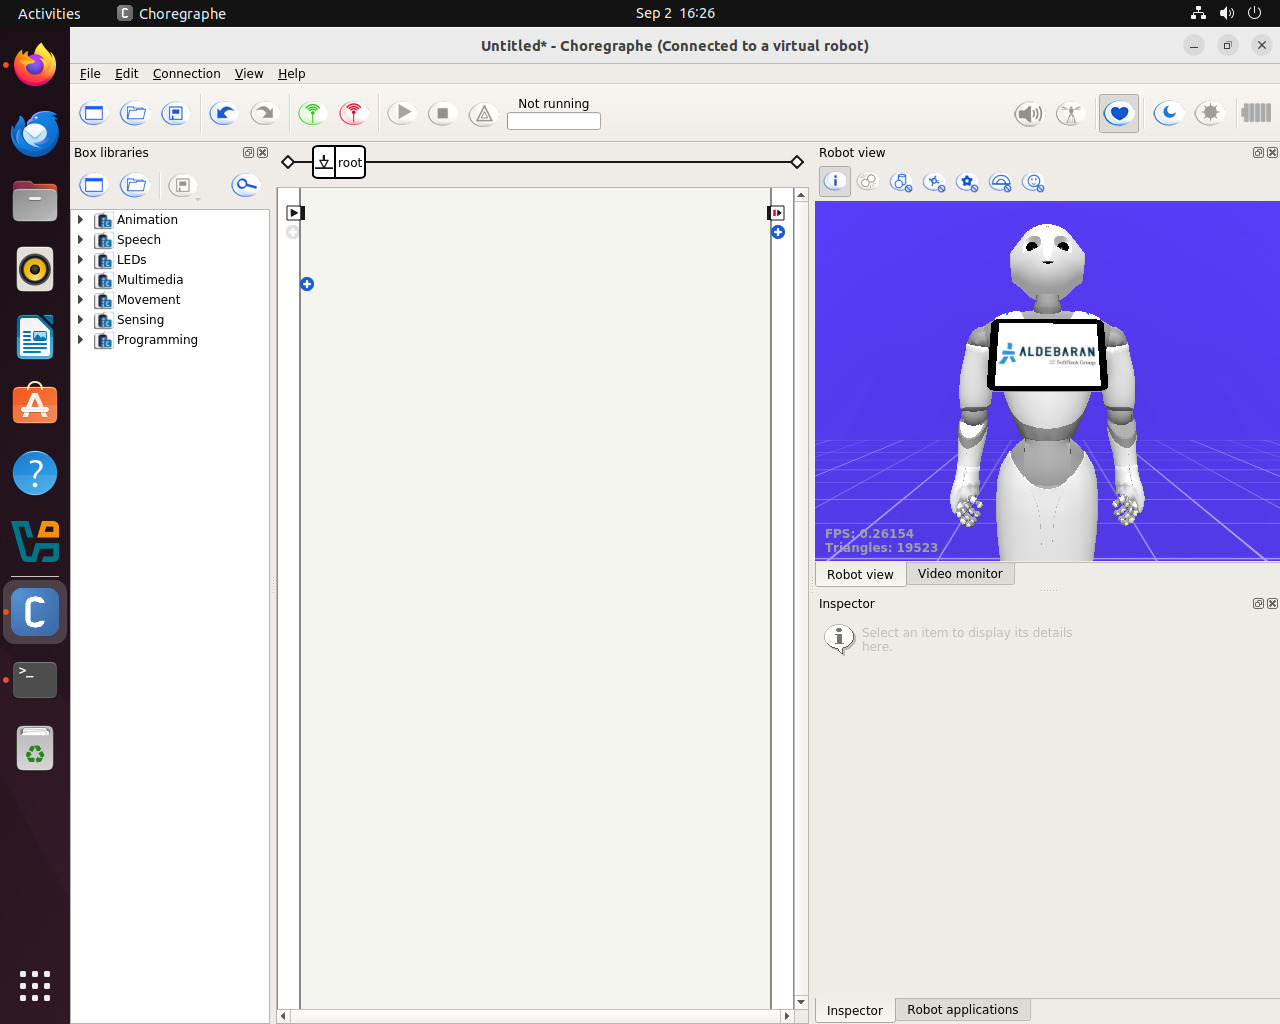 Activities
Choregraphe
Sep 2 16:26
Untitled* - Choregraphe (Connected to a virtual robot)
File Edit Connection View Help
Not running
Box libraries
Animation
Speech
LEDs
Multimedia
Movement
Sensing
Programming
root
Robot view
ALDEBARAN
SoftBank Group
FPS: 0.26154
Triangles: 19523
Robot view
Video monitor
Inspector
Select an item to display its details
here.
Inspector
Robot applications